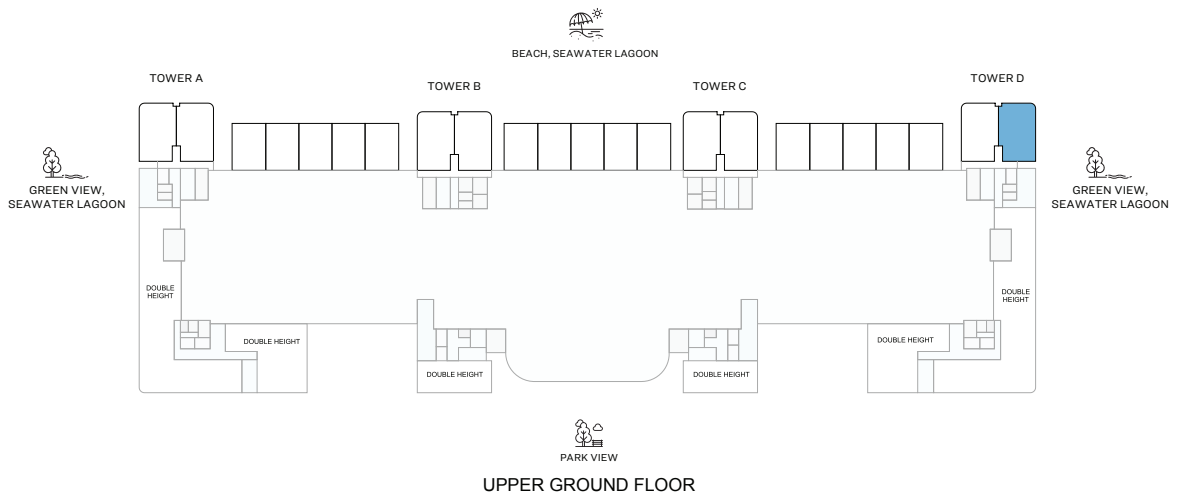 BEACH, SEAWATER LAGOON
TOWER A
TOWER B
TOWER C
TOWER D
GREEN VIEW,
SEAWATER LAGOON
GREEN VIEW,
SEAWATER LAGOON
DOUBLE
HEIGHT
DOUBLE
HEIGHT
DOUBLE HEIGHT
DOUBLE HEIGHT
DOUBLE HEIGHT
DOUBLE HEIGHT
PARK VIEW
UPPER GROUND FLOOR